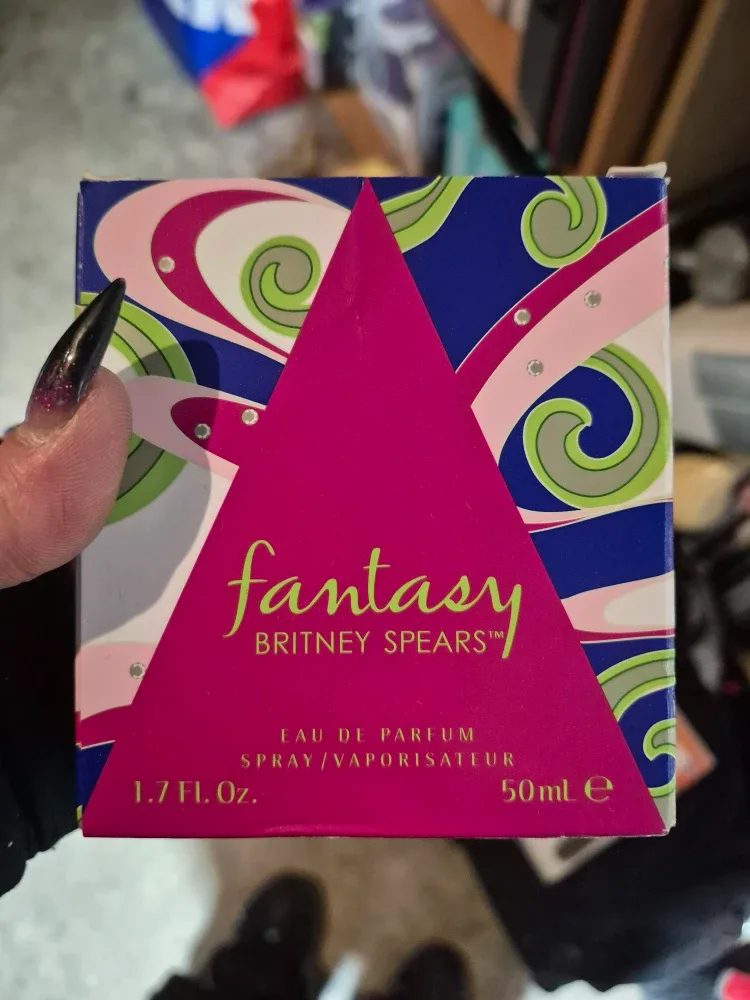 fantasy
BRITNEY SPEARS™
EAU DE PARFUM
SPRAY/VAPORISATEUR
1.7 Fl. Oz. 50mL ℮